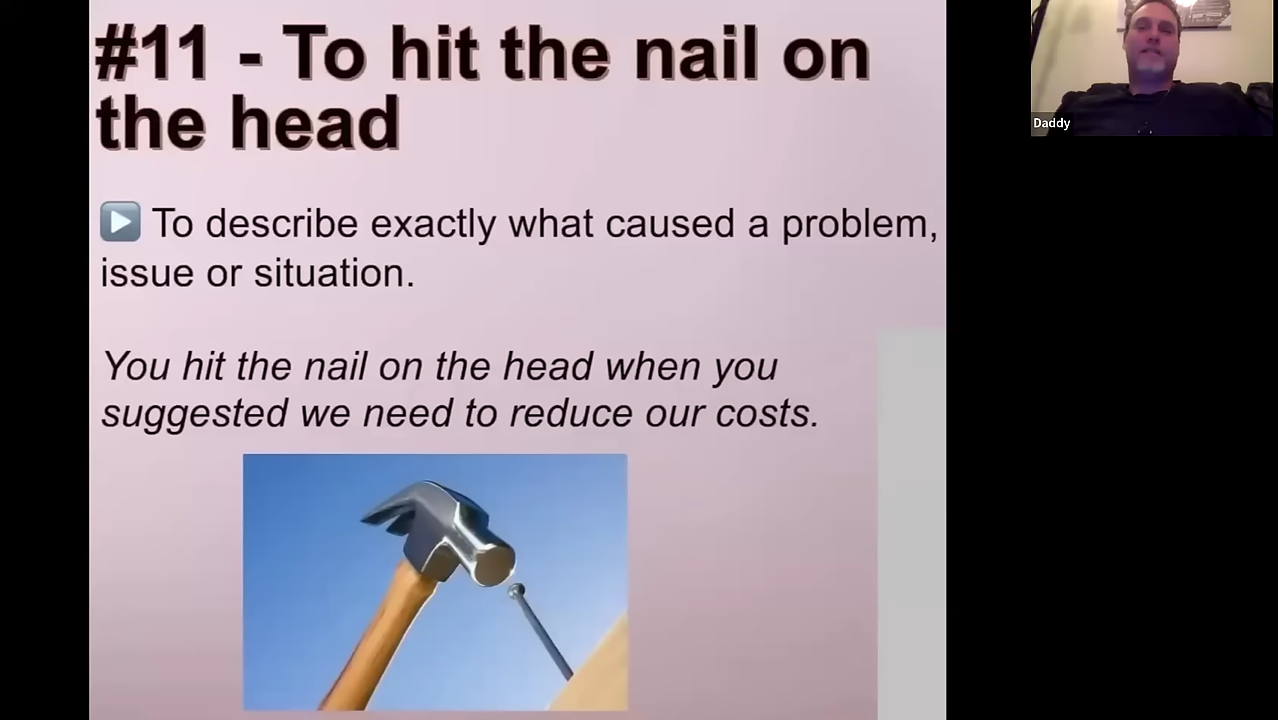 #11 - To hit the nail on
the head
To describe exactly what caused a problem,
issue or situation.
You hit the nail on the head when you
suggested we need to reduce our costs.
Daddy